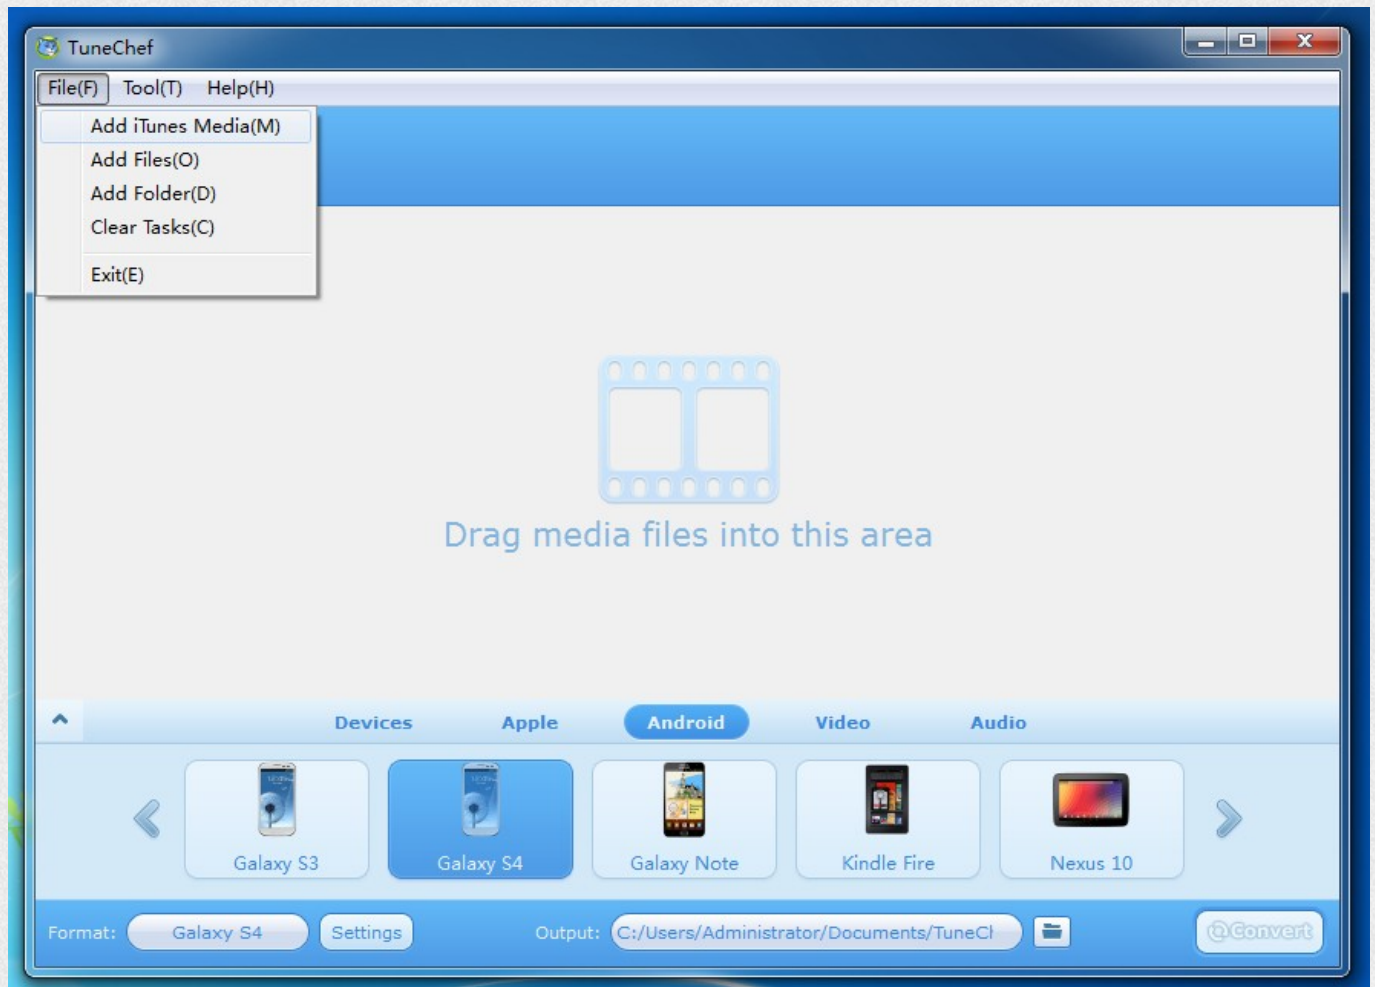 TuneChef
File(F) Tool(T) Help(H)
Add iTunes Media(M)
Add Files(O)
Add Folder(D)
Clear Tasks(C)
Exit(E)
Drag media files into this area
Devices Apple Android Video Audio
Galaxy S3 Galaxy S4 Galaxy Note Kindle Fire Nexus 10
Format: Galaxy S4 Settings Output: C:/Users/Administrator/Documents/TuneCh Convert